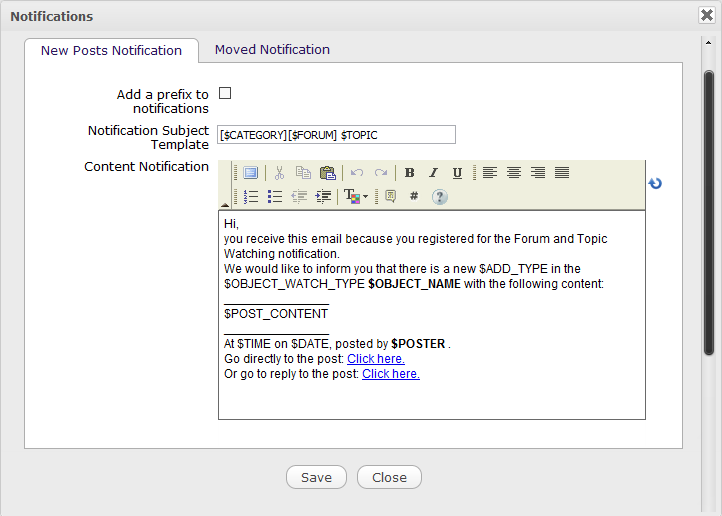 Notifications
New Posts Notification
Moved Notification
Add a prefix to
notifications
Notification Subject
Template
[$CATEGORY][$FORUM] $TOPIC
Content Notification
B I U
#
?
Hi,
you receive this email because you registered for the Forum and Topic
Watching notification.
We would like to inform you that there is a new $ADD_TYPE in the
$OBJECT_WATCH_TYPE $OBJECT_NAME with the following content:
_______________
$POST_CONTENT
_______________
At $TIME on $DATE, posted by $POSTER .
Go directly to the post: Click here.
Or go to reply to the post: Click here.
Save
Close